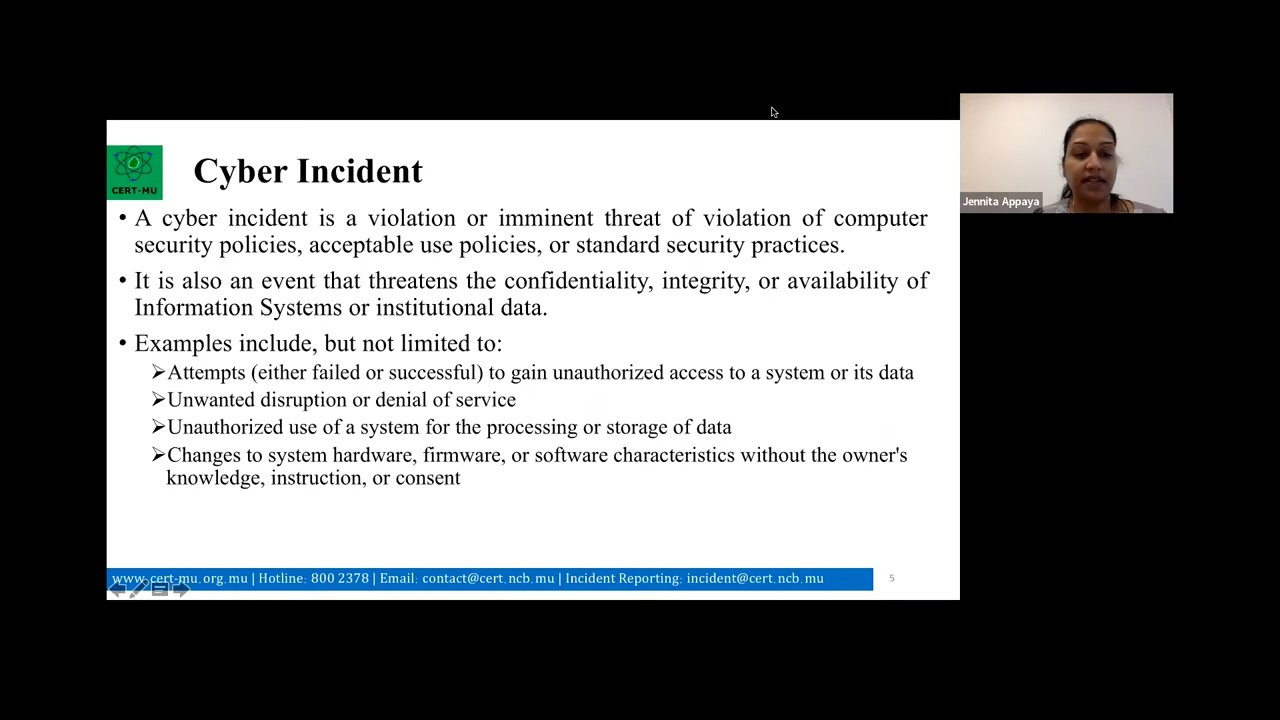 CERT-MU
Cyber Incident
• A cyber incident is a violation or imminent threat of violation of computer
security policies, acceptable use policies, or standard security practices.
• It is also an event that threatens the confidentiality, integrity, or availability of
Information Systems or institutional data.
• Examples include, but not limited to:
➢Attempts (either failed or successful) to gain unauthorized access to a system or its data
➢Unwanted disruption or denial of service
➢Unauthorized use of a system for the processing or storage of data
➢Changes to system hardware, firmware, or software characteristics without the owner's
knowledge, instruction, or consent
www.cert-mu.org.mu | Hotline: 800 2378 | Email: contact@cert.ncb.mu | Incident Reporting: incident@cert.ncb.mu
5
Jennita Appaya